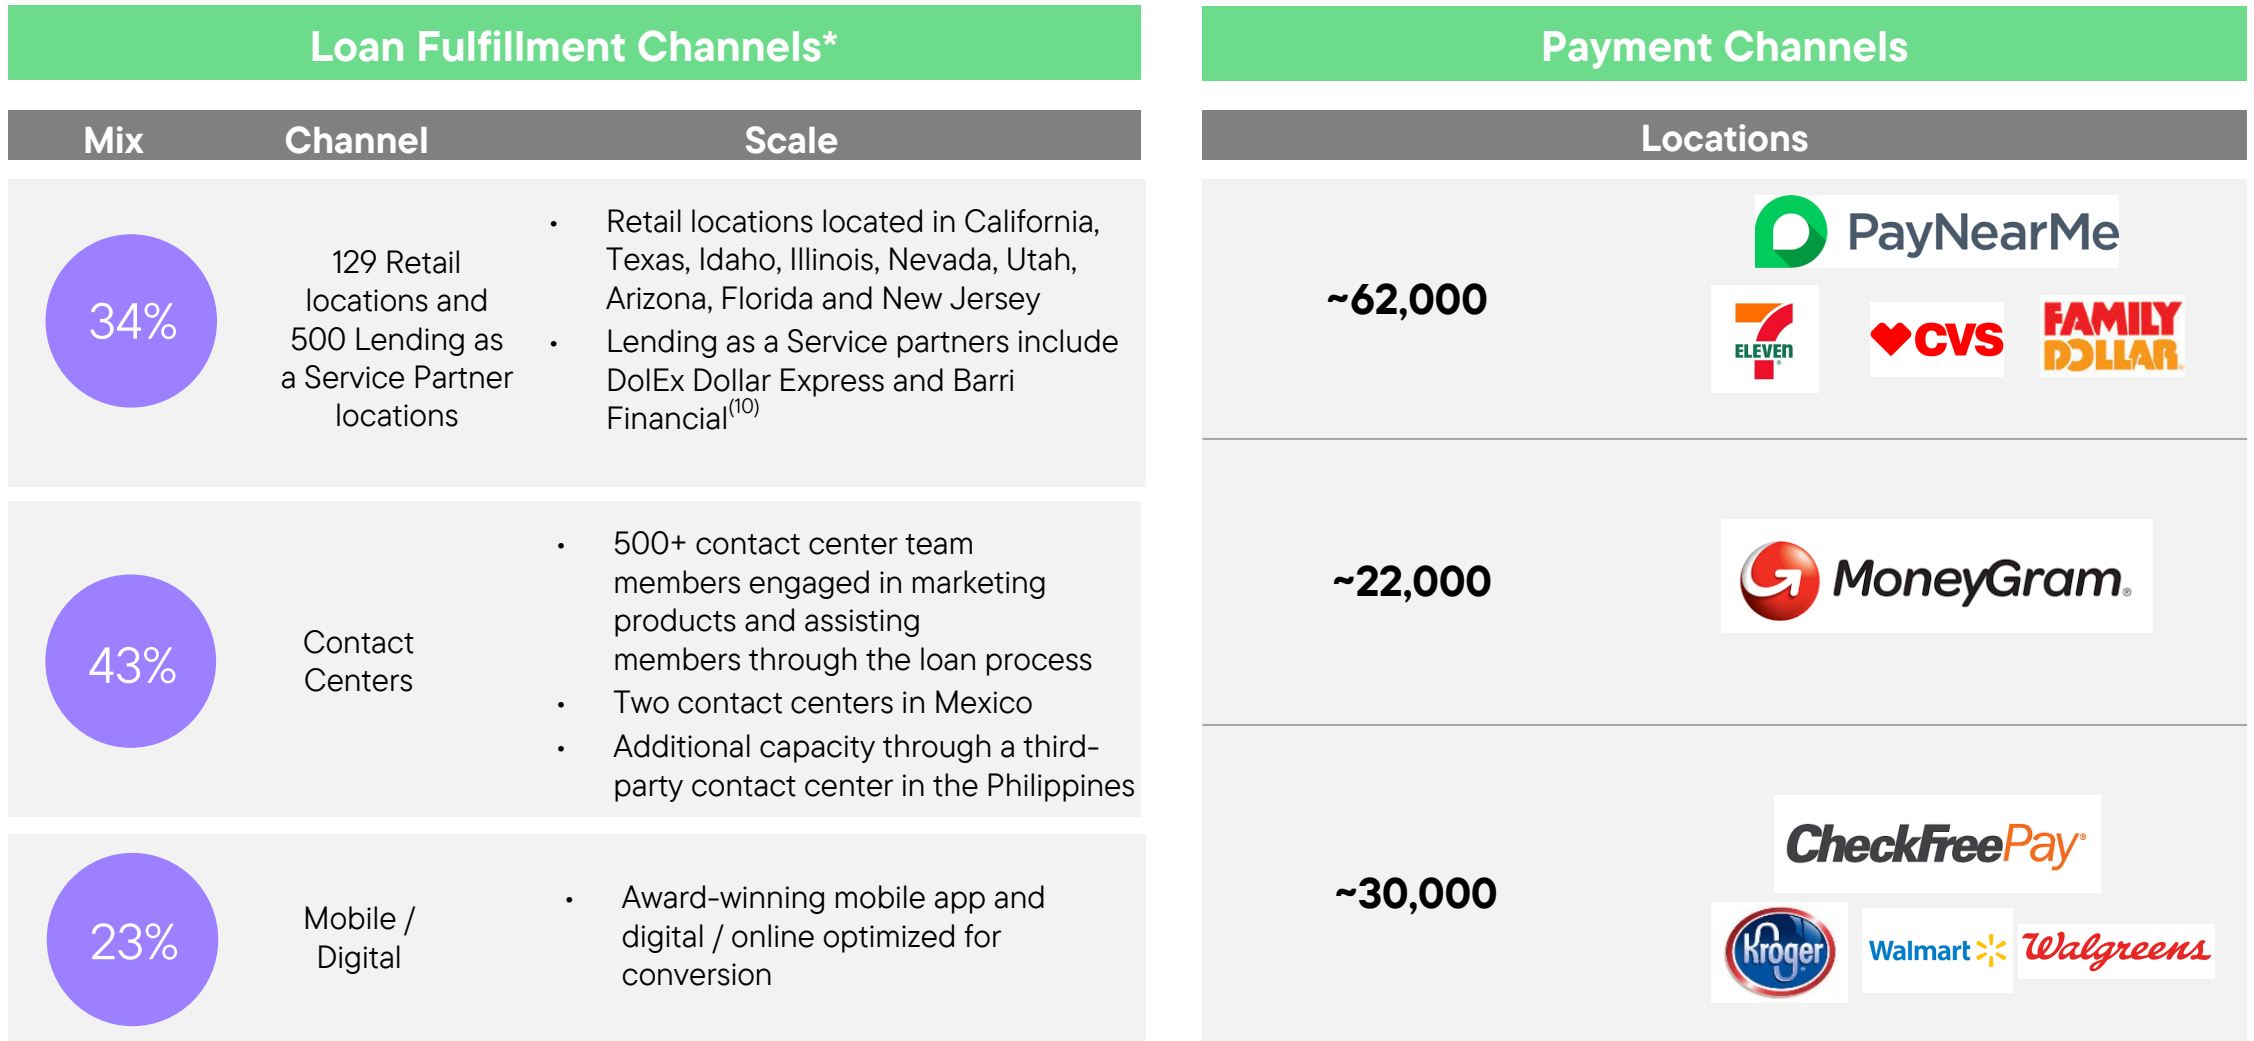 Loan Fulfillment Channels*
Mix Channel Scale
34%
129 Retail
locations and
500 Lending as
a Service Partner
locations
• Retail locations located in California,
Texas, Idaho, Illinois, Nevada, Utah,
Arizona, Florida and New Jersey
• Lending as a Service partners include
DolEx Dollar Express and Barri
Financial(10)
43%
Contact
Centers
• 500+ contact center team
members engaged in marketing
products and assisting
members through the loan process
• Two contact centers in Mexico
• Additional capacity through a third-
party contact center in the Philippines
23%
Mobile /
Digital
• Award-winning mobile app and
digital / online optimized for
conversion
Payment Channels
Locations
~62,000
PayNearMe
7 ELEVEn
CVS
FAMILY
DOLLAR
~22,000
MoneyGram®
~30,000
CheckFreePay®
Kroger
Walmart
Walgreens